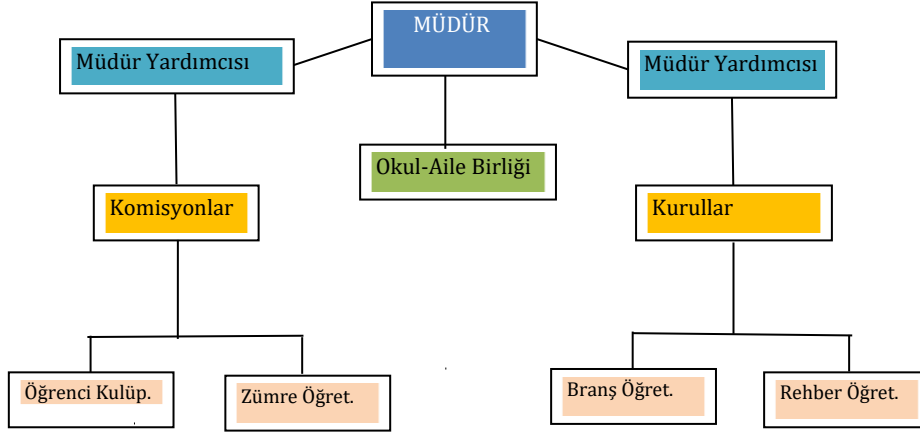 MÜDÜR
Müdür Yardımcısı
Müdür Yardımcısı
Okul-Aile Birliği
Komisyonlar
Kurullar
Öğrenci Kulüp.
Zümre Öğret.
Branş Öğret.
Rehber Öğret.